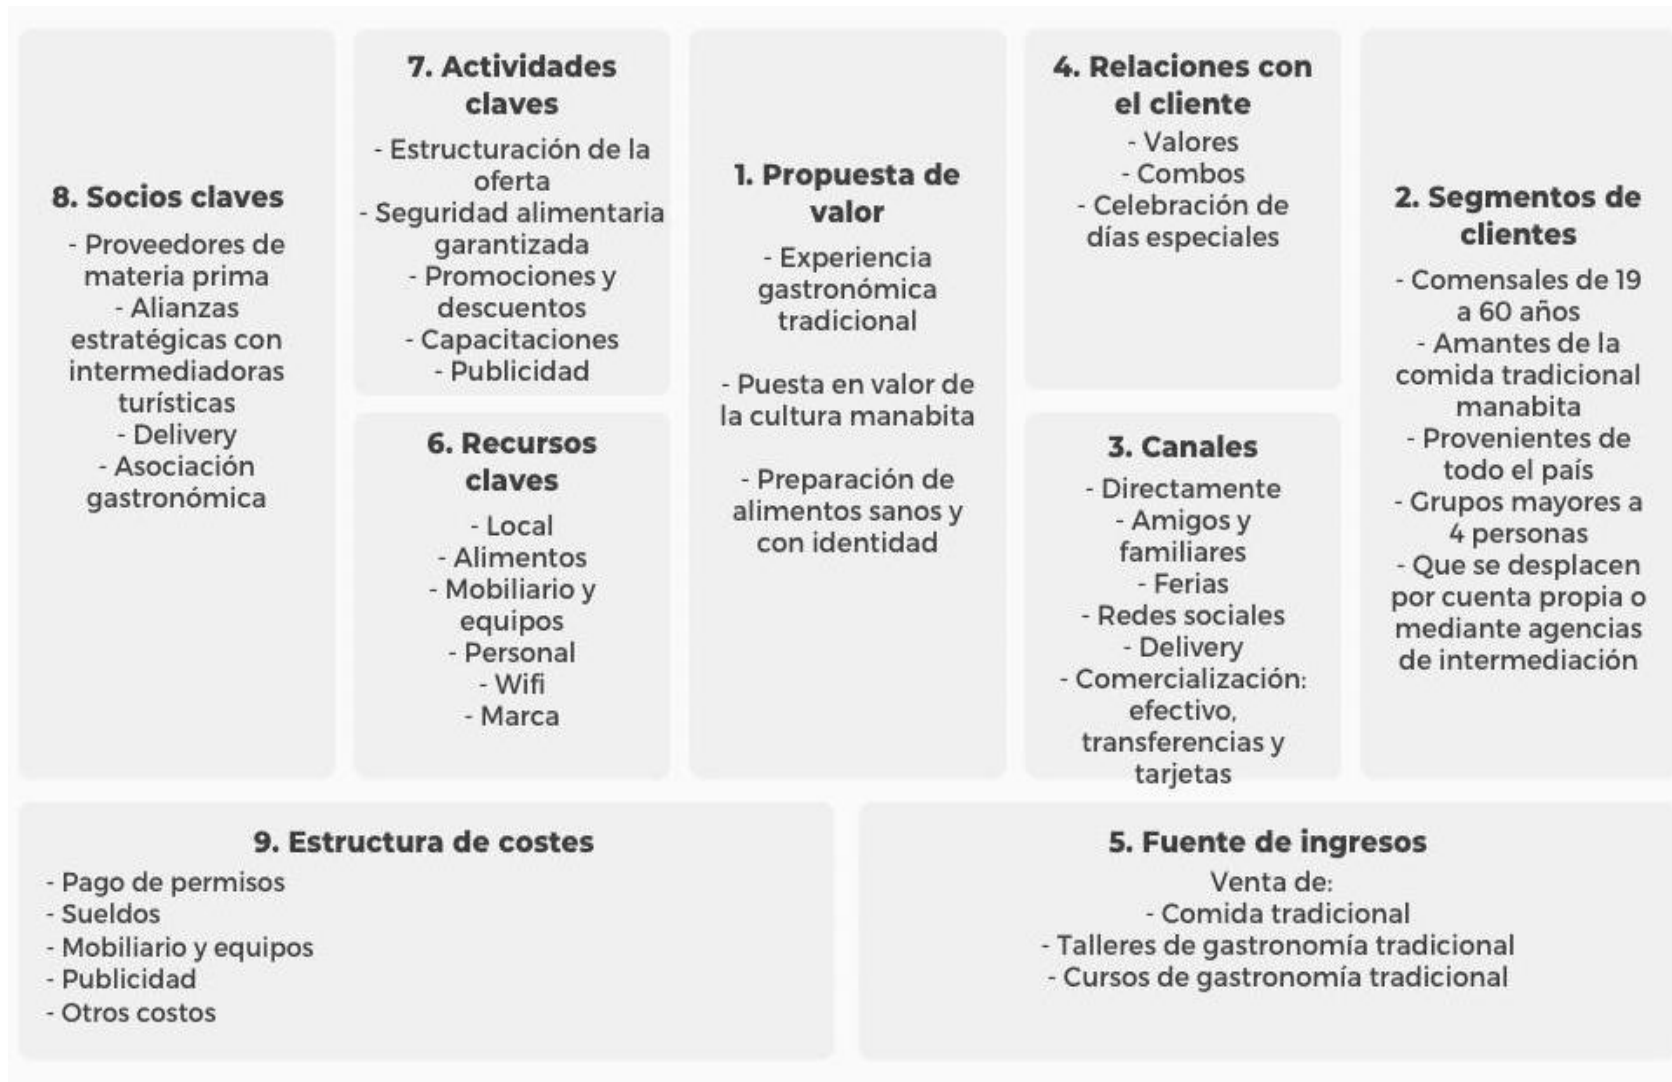 8. Socios claves
- Proveedores de
materia prima
- Alianzas
estratégicas con
intermediadoras
turísticas
- Delivery
- Asociación
gastronómica
7. Actividades
claves
- Estructuración de la
oferta
- Seguridad alimentaria
garantizada
- Promociones y
descuentos
- Capacitaciones
- Publicidad
6. Recursos
claves
- Local
- Alimentos
- Mobiliario y
equipos
- Personal
- Wifi
- Marca
1. Propuesta de
valor
- Experiencia
gastronómica
tradicional
- Puesta en valor de
la cultura manabita
- Preparación de
alimentos sanos y
con identidad
4. Relaciones con
el cliente
- Valores
- Combos
- Celebración de
días especiales
3. Canales
- Directamente
- Amigos y
familiares
- Ferias
- Redes sociales
- Delivery
- Comercialización:
efectivo,
transferencias y
tarjetas
2. Segmentos de
clientes
- Comensales de 19
a 60 años
- Amantes de la
comida tradicional
manabita
- Provenientes de
todo el país
- Grupos mayores a
4 personas
- Que se desplacen
por cuenta propia o
mediante agencias
de intermediación
9. Estructura de costes
- Pago de permisos
- Sueldos
- Mobiliario y equipos
- Publicidad
- Otros costos
5. Fuente de ingresos
Venta de:
- Comida tradicional
- Talleres de gastronomía tradicional
- Cursos de gastronomía tradicional